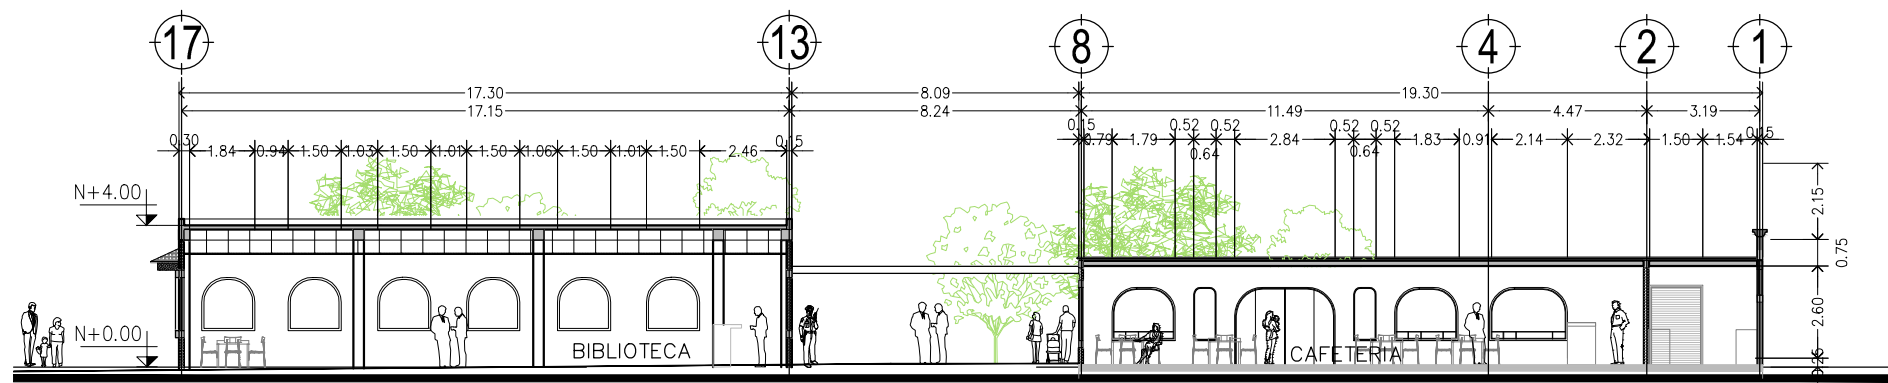 17 13 8 4 2 1
17.30 8.09 19.30
17.15 8.24 11.49 4.47 3.19
0.15 0.52 0.52 0.52 0.52 0.15
0.79 1.79 2.84 1.83 0.91 2.14 2.32 1.50 1.54
0.64 0.64
0.30 0.15
1.84 0.94 1.50 1.03 1.50 1.01 1.50 1.06 1.50 1.01 1.50 2.46
N+4.00
2.15
0.75
2.60
N+0.00
BIBLIOTECA
CAFETERIA